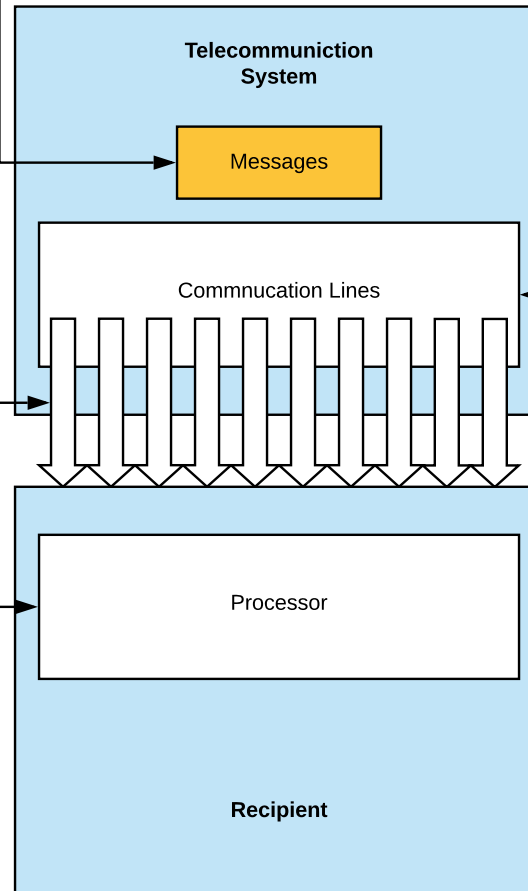 Telecommuniction
System
Messages
Commnucation Lines
Processor
Recipient